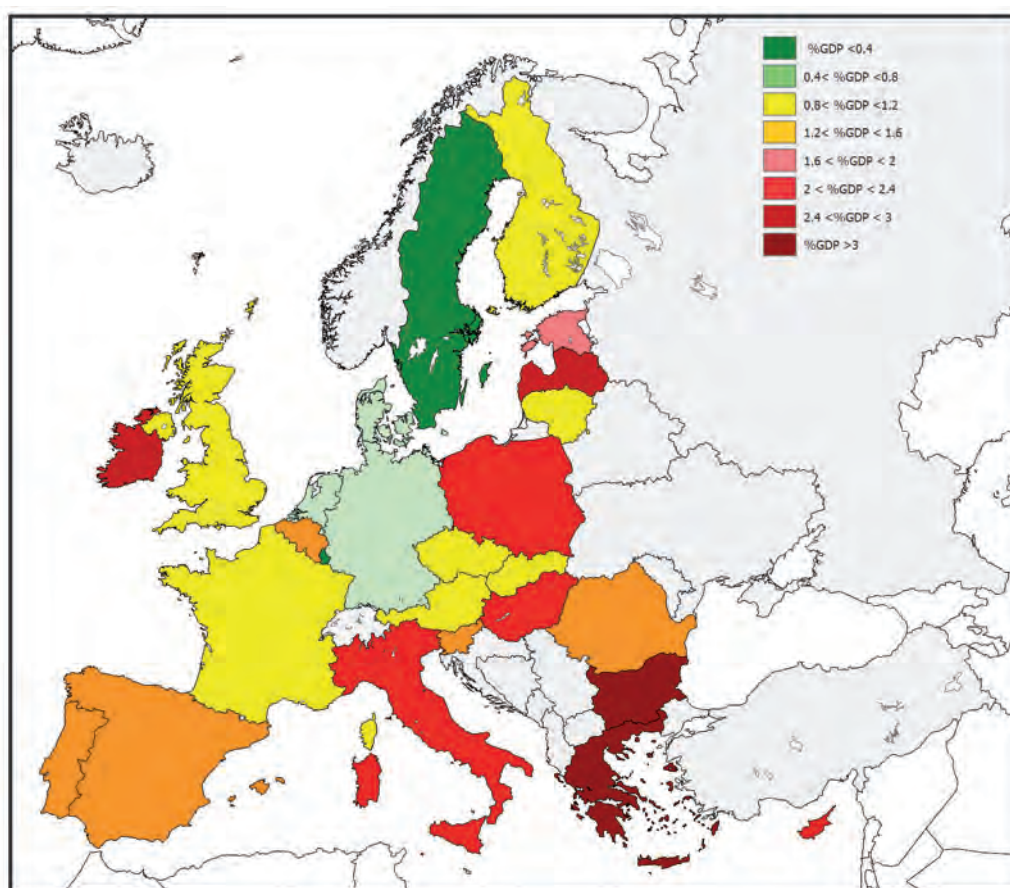 %GDP <0.4
0.4< %GDP <0.8
0.8< %GDP <1.2
1.2< %GDP < 1.6
1.6 < %GDP < 2
2 < %GDP < 2.4
2.4 <%GDP < 3
%GDP >3